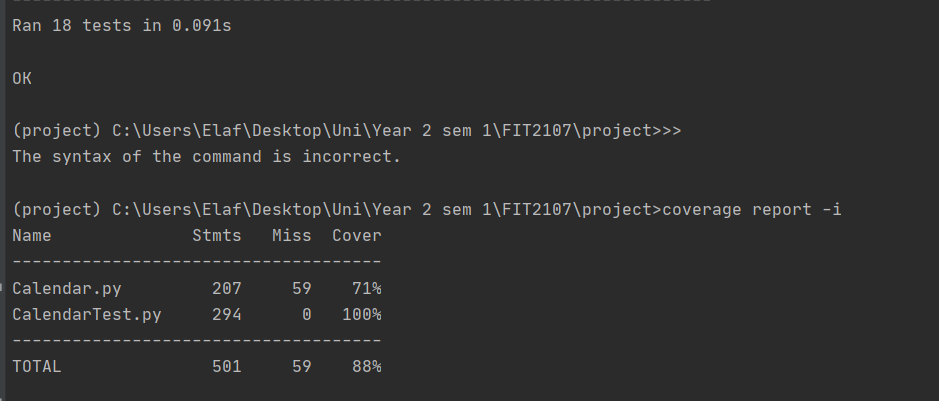 ----------------------------------------------------------------------
Ran 18 tests in 0.091s
OK
(project) C:\Users\Elaf\Desktop\Uni\Year 2 sem 1\FIT2107\project>>>
The syntax of the command is incorrect.
(project) C:\Users\Elaf\Desktop\Uni\Year 2 sem 1\FIT2107\project>coverage report -i
Name              Stmts   Miss  Cover
-------------------------------------
Calendar.py         207     59    71%
CalendarTest.py     294      0   100%
-------------------------------------
TOTAL               501     59    88%